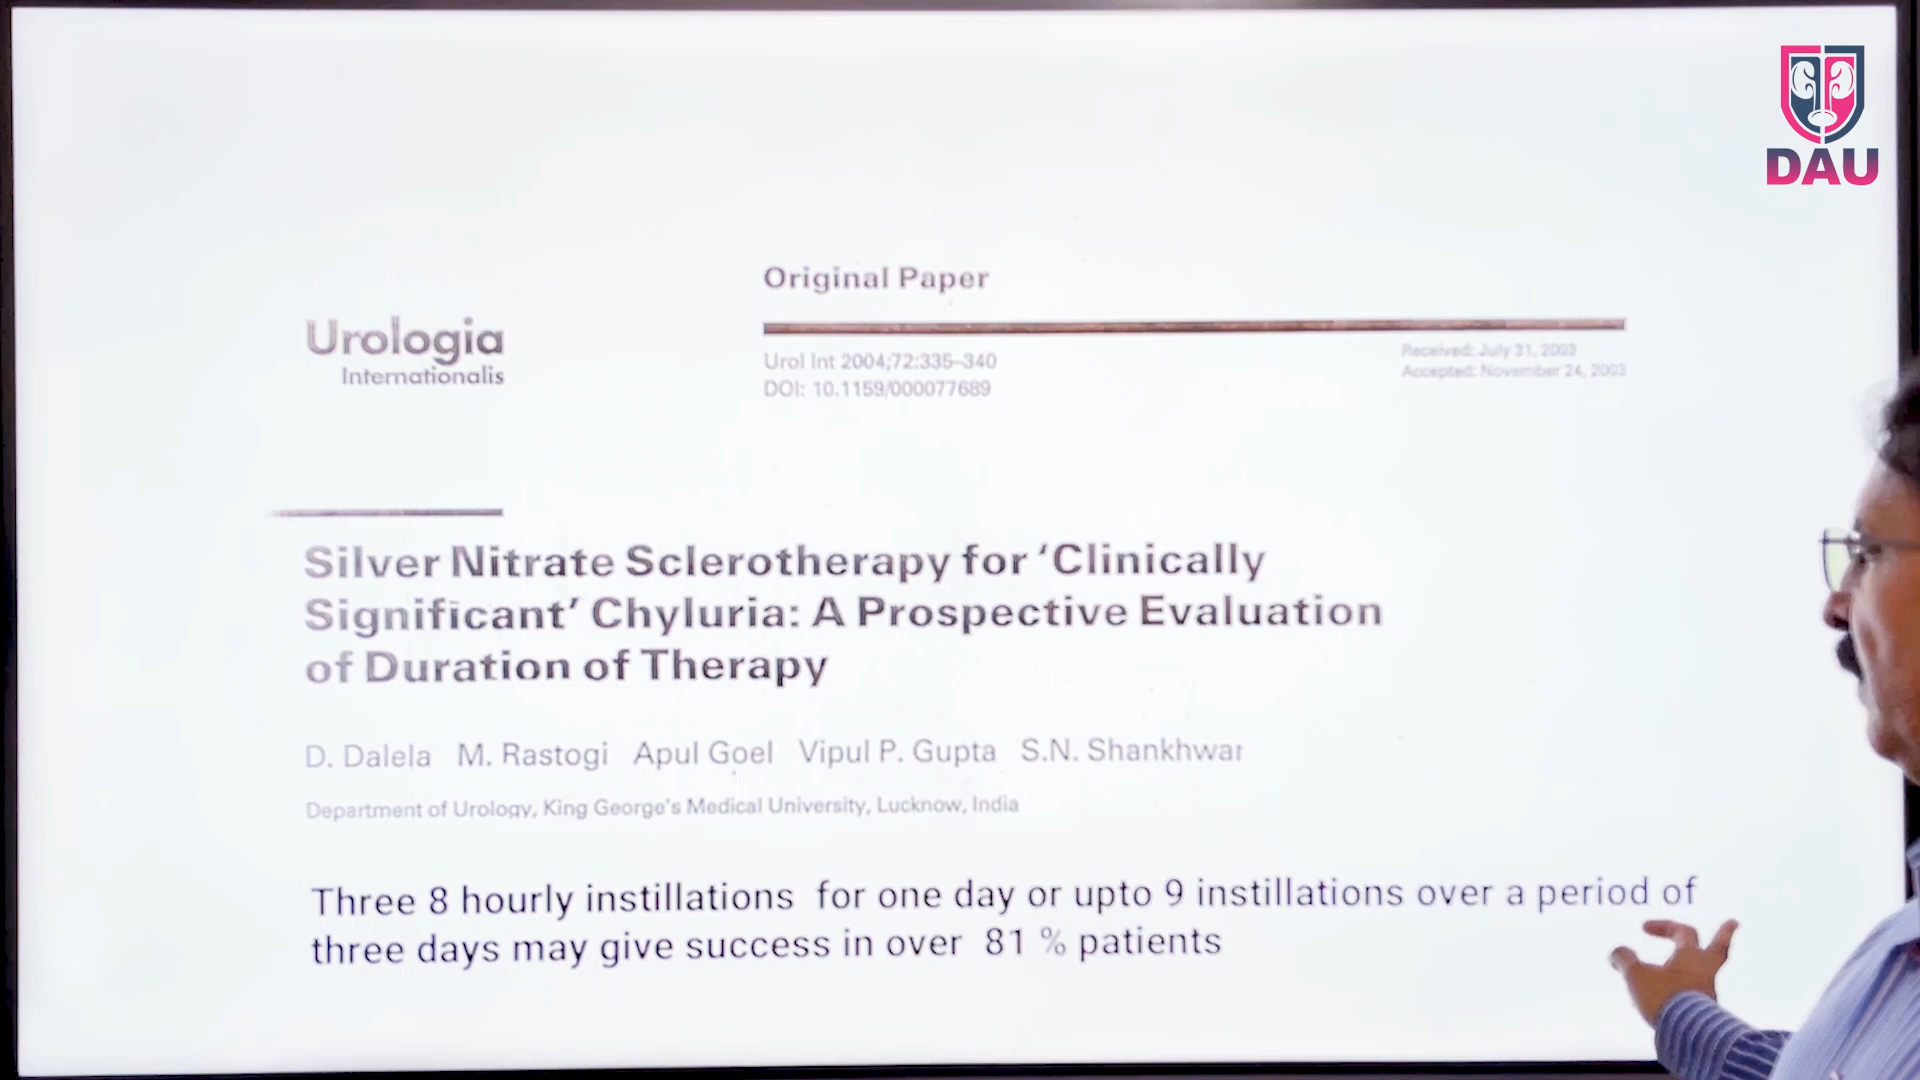 DAU
Original Paper
Urologia
Internationalis
Urol Int 2004;72:335–340
DOI: 10.1159/000077689
Received: July 31, 2003
Accepted: November 24, 2003
Silver Nitrate Sclerotherapy for ‘Clinically
Significant’ Chyluria: A Prospective Evaluation
of Duration of Therapy
D. Dalela M. Rastogi Apul Goel Vipul P. Gupta S.N. Shankhwar
Department of Urology, King George's Medical University, Lucknow, India
Three 8 hourly instillations for one day or upto 9 instillations over a period of
three days may give success in over 81 % patients